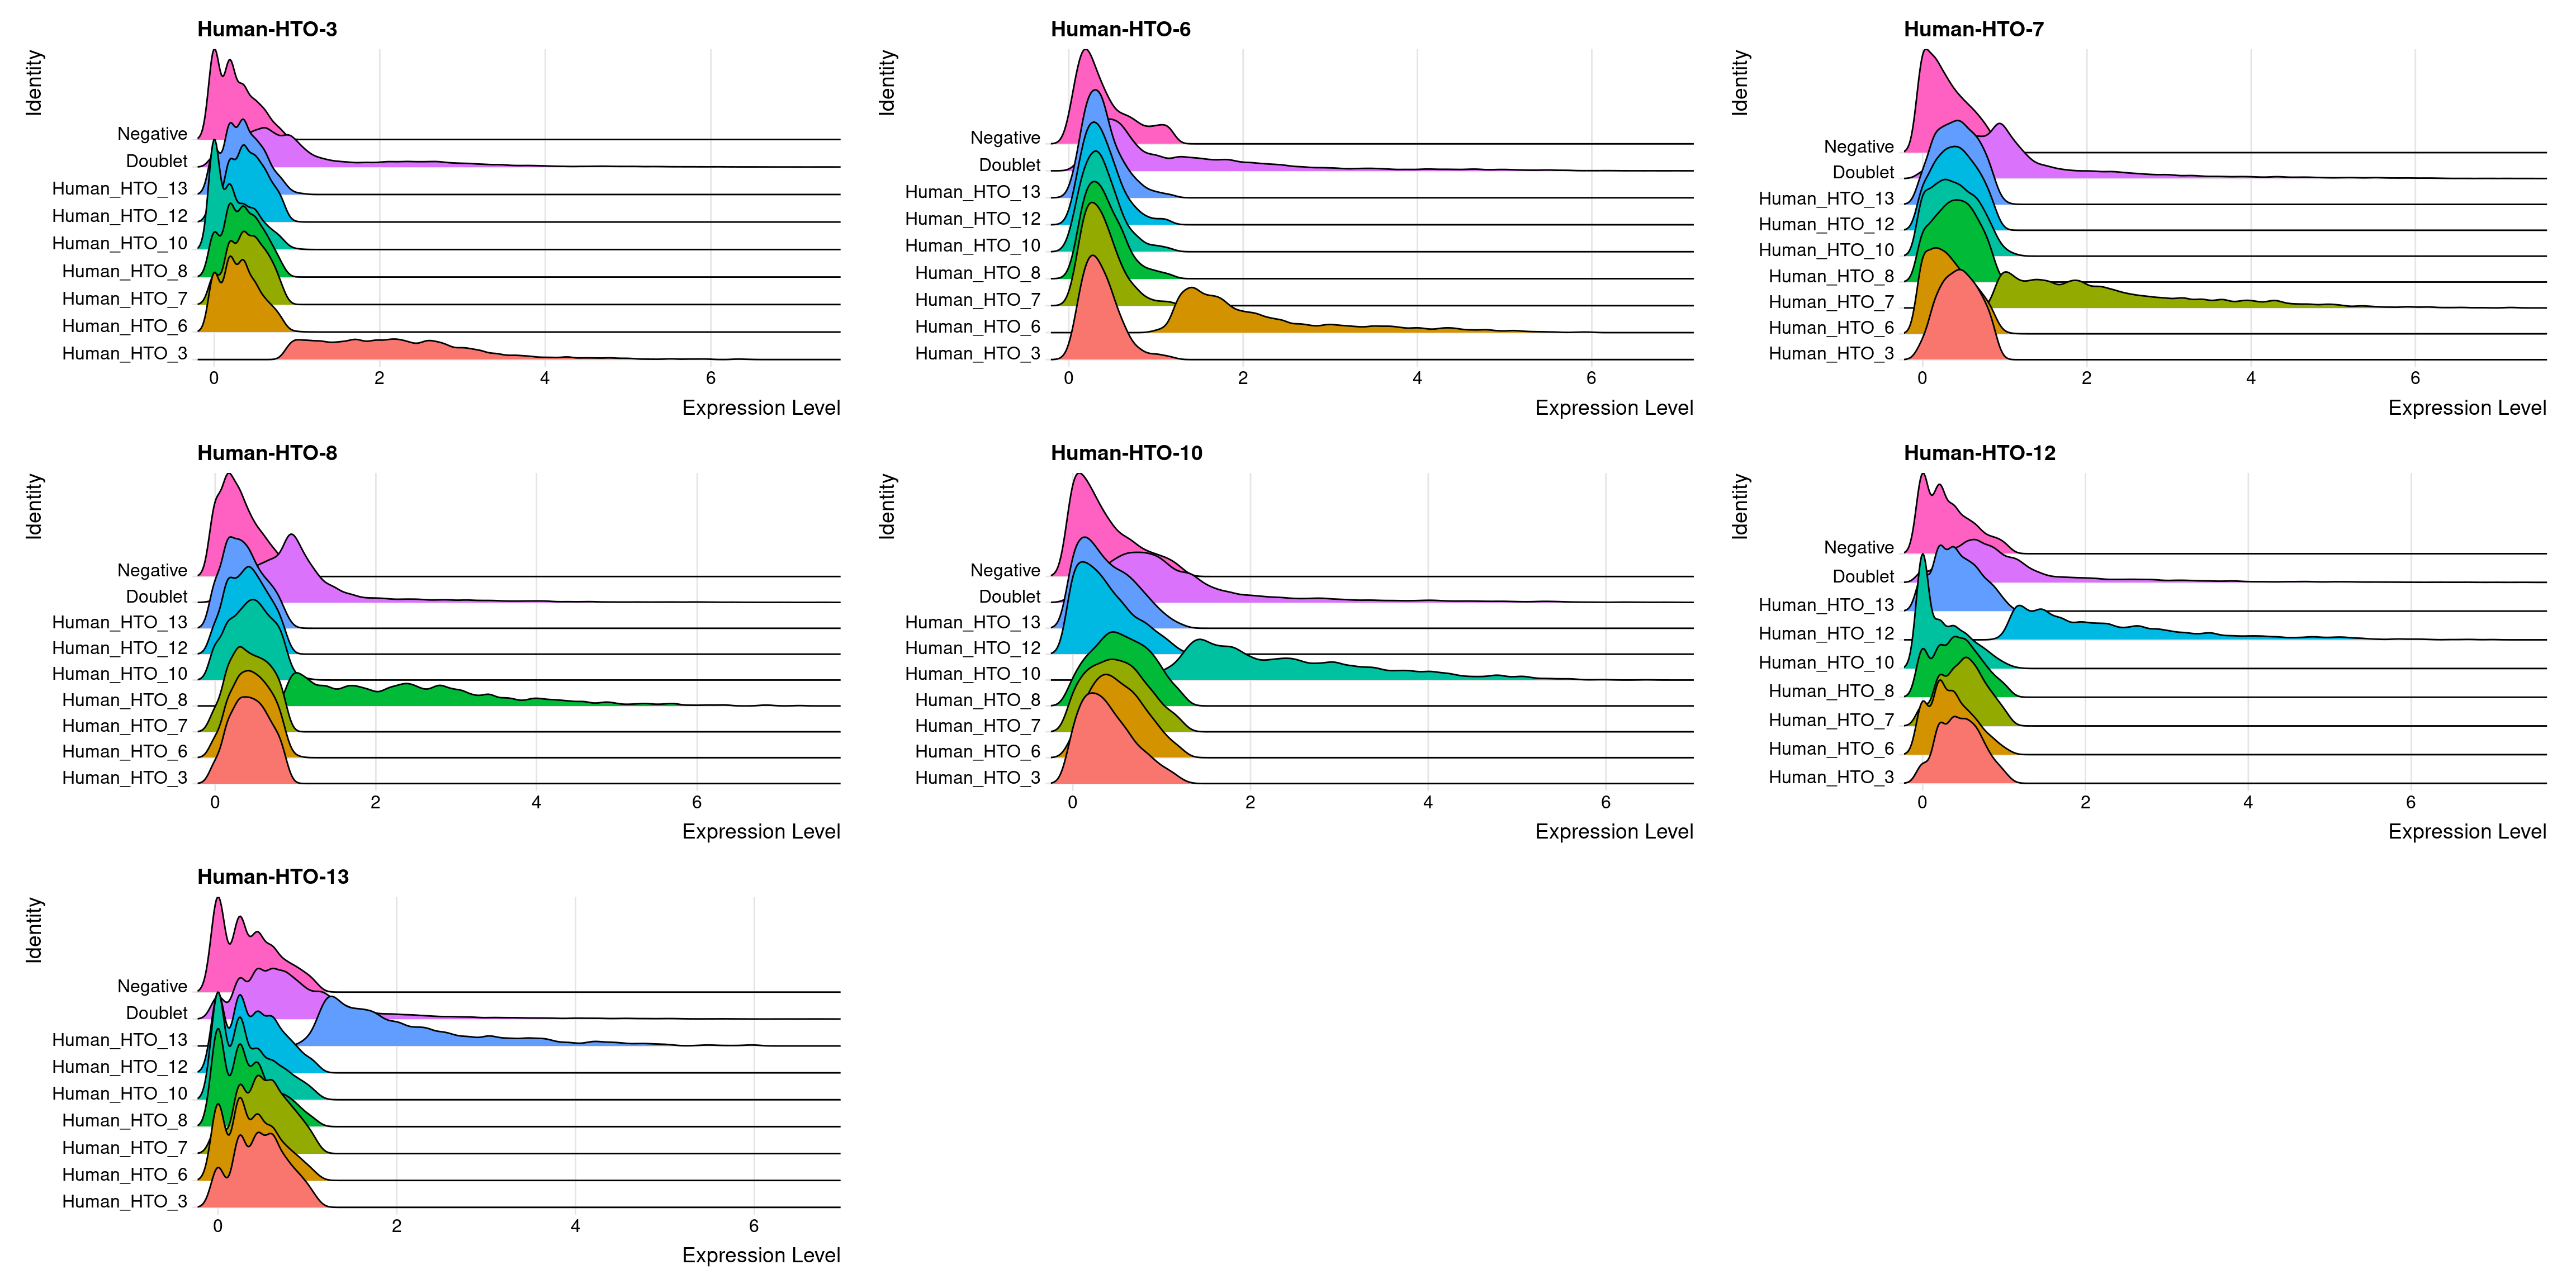 Human-HTO-3
Identity
Negative
Doublet
Human_HTO_13
Human_HTO_12
Human_HTO_10
Human_HTO_8
Human_HTO_7
Human_HTO_6
Human_HTO_3
0 2 4 6
Expression Level
Human-HTO-6
Identity
Negative
Doublet
Human_HTO_13
Human_HTO_12
Human_HTO_10
Human_HTO_8
Human_HTO_7
Human_HTO_6
Human_HTO_3
0 2 4 6
Expression Level
Human-HTO-7
Identity
Negative
Doublet
Human_HTO_13
Human_HTO_12
Human_HTO_10
Human_HTO_8
Human_HTO_7
Human_HTO_6
Human_HTO_3
0 2 4 6
Expression Level
Human-HTO-8
Identity
Negative
Doublet
Human_HTO_13
Human_HTO_12
Human_HTO_10
Human_HTO_8
Human_HTO_7
Human_HTO_6
Human_HTO_3
0 2 4 6
Expression Level
Human-HTO-10
Identity
Negative
Doublet
Human_HTO_13
Human_HTO_12
Human_HTO_10
Human_HTO_8
Human_HTO_7
Human_HTO_6
Human_HTO_3
0 2 4 6
Expression Level
Human-HTO-12
Identity
Negative
Doublet
Human_HTO_13
Human_HTO_12
Human_HTO_10
Human_HTO_8
Human_HTO_7
Human_HTO_6
Human_HTO_3
0 2 4 6
Expression Level
Human-HTO-13
Identity
Negative
Doublet
Human_HTO_13
Human_HTO_12
Human_HTO_10
Human_HTO_8
Human_HTO_7
Human_HTO_6
Human_HTO_3
0 2 4 6
Expression Level